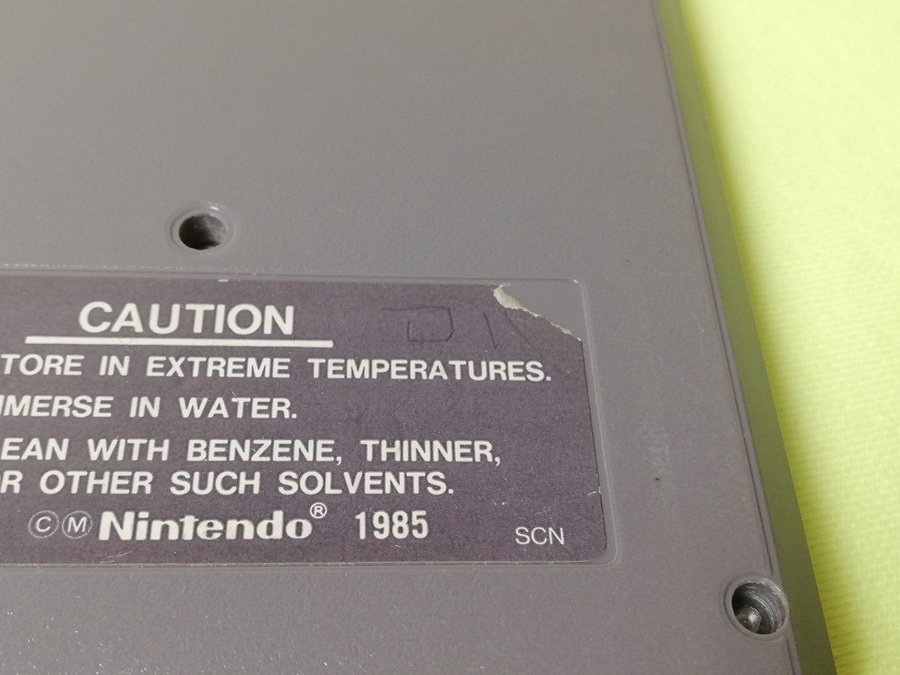 CAUTION
TORE IN EXTREME TEMPERATURES.
MERSE IN WATER.
EAN WITH BENZENE, THINNER,
R OTHER SUCH SOLVENTS.
©Ⓜ Nintendo® 1985 SCN